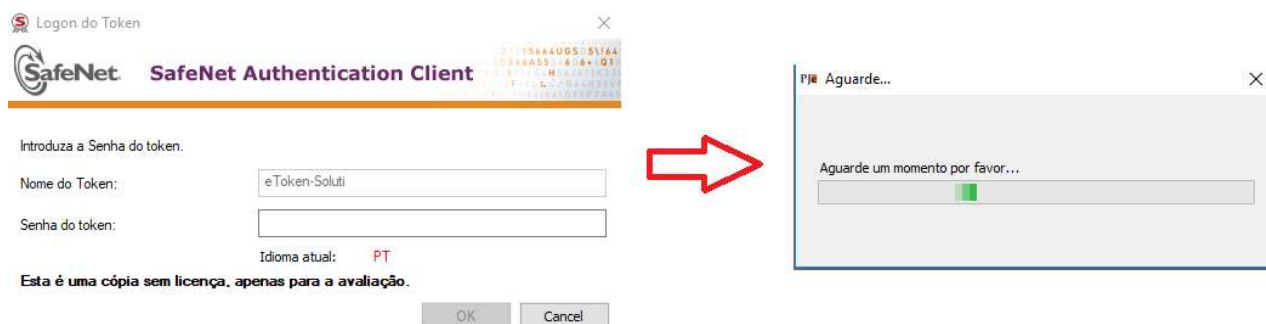 Logon do Token
SafeNet. SafeNet Authentication Client
Introduza a Senha do token.
Nome do Token: eToken-Soluti
Senha do token:
Idioma atual: PT
Esta é uma cópia sem licença, apenas para a avaliação.
OK Cancel
PJe Aguarde...
Aguarde um momento por favor...